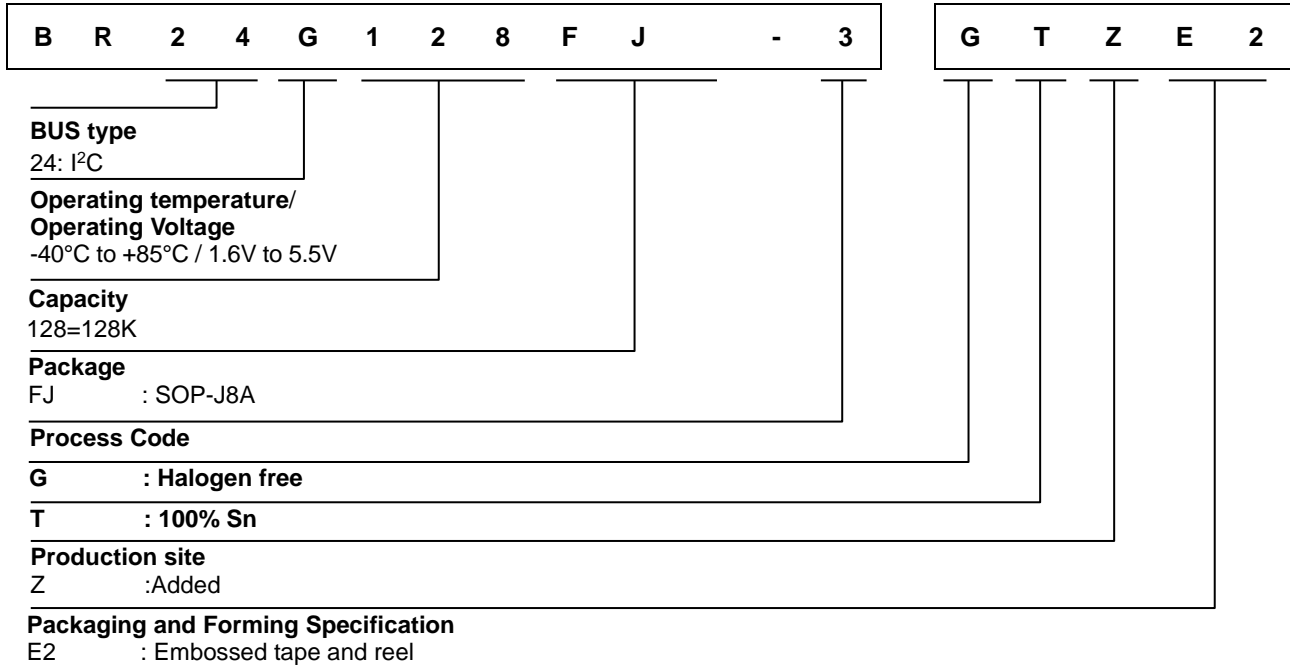 B R 2 4 G 1 2 8 F J - 3 G T Z E 2
BUS type
24: I²C
Operating temperature/
Operating Voltage
-40°C to +85°C / 1.6V to 5.5V
Capacity
128=128K
Package
FJ : SOP-J8A
Process Code
G : Halogen free
T : 100% Sn
Production site
Z :Added
Packaging and Forming Specification
E2 : Embossed tape and reel